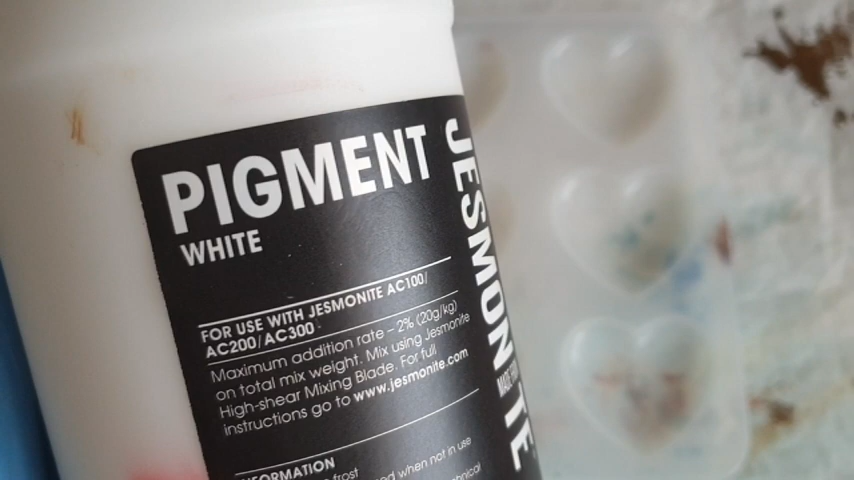 PIGMENT
WHITE
FOR USE WITH JESMONITE AC100/
AC200/AC300
Maximum addition rate – 2% (20g/kg)
on total mix weight. Mix using Jesmonite
High-shear Mixing Blade. For full
instructions go to www.jesmonite.com
JESMONITE
MADE
frost
and when not in use